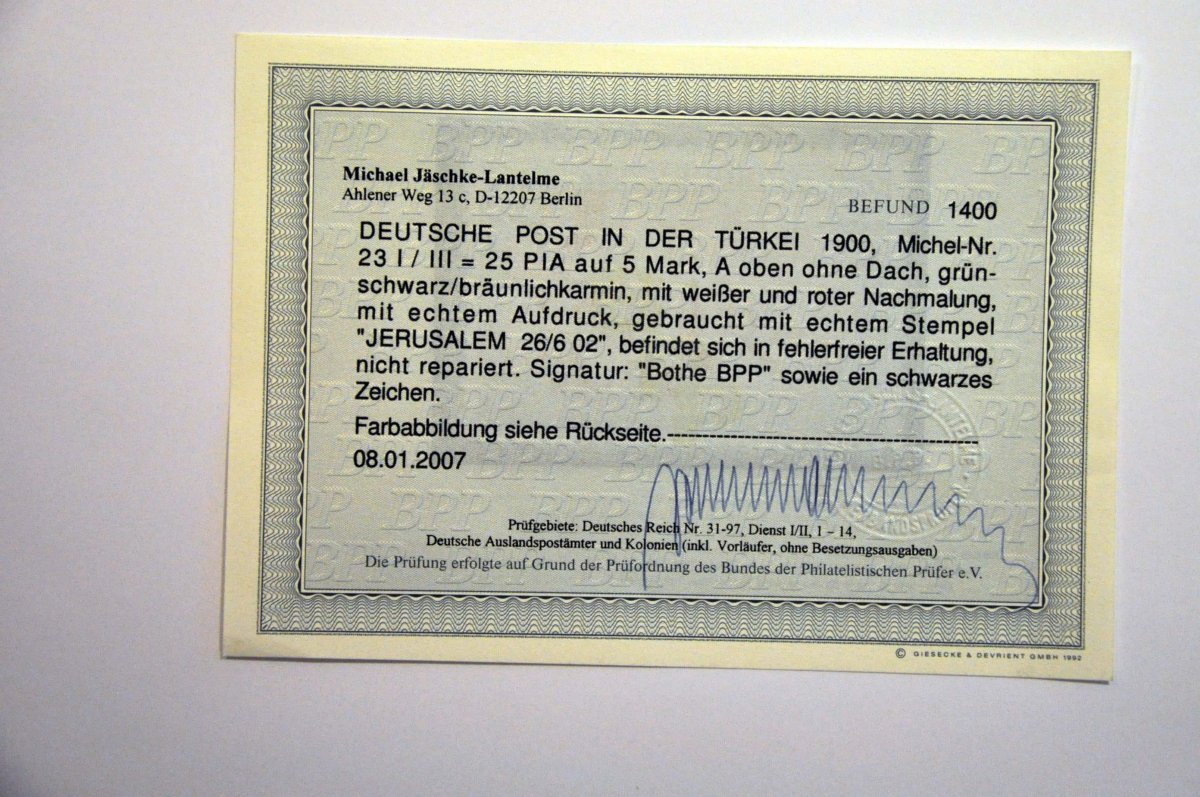 Michael Jäschke-Lantelme
Ahlener Weg 13 c, D-12207 Berlin
BEFUND 1400
DEUTSCHE POST IN DER TÜRKEI 1900, Michel-Nr.
23 I / III = 25 PIA auf 5 Mark, A oben ohne Dach, grün-
schwarz/bräunlichkarmin, mit weißer und roter Nachmalung,
mit echtem Aufdruck, gebraucht mit echtem Stempel
"JERUSALEM 26/6 02", befindet sich in fehlerfreier Erhaltung,
nicht repariert. Signatur: "Bothe BPP" sowie ein schwarzes
Zeichen.
Farbabbildung siehe Rückseite.--------------------------------------------------
08.01.2007
Prüfgebiete: Deutsches Reich Nr. 31-97, Dienst I/II, 1 – 14,
Deutsche Auslandspostämter und Kolonien (inkl. Vorläufer, ohne Besetzungsausgaben)
Die Prüfung erfolgte auf Grund der Prüfordnung des Bundes der Philatelistischen Prüfer e.V.
© GIESECKE & DEVRIENT GMBH 1992